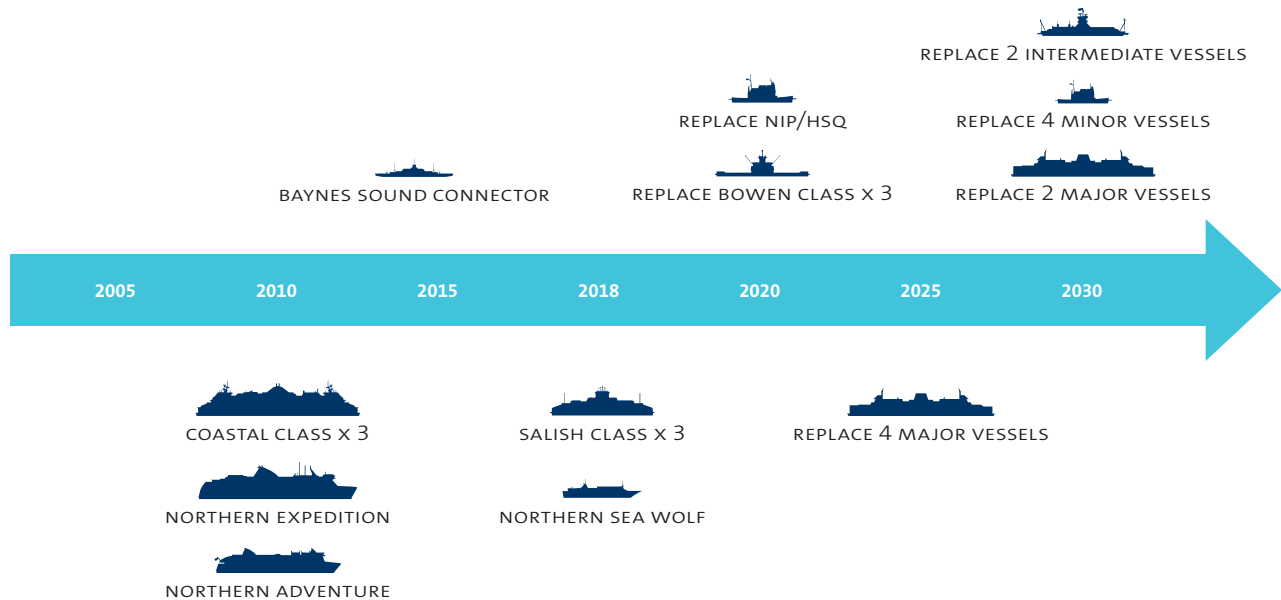 REPLACE 2 INTERMEDIATE VESSELS
REPLACE NIP/HSQ
REPLACE 4 MINOR VESSELS
BAYNES SOUND CONNECTOR
REPLACE BOWEN CLASS X 3
REPLACE 2 MAJOR VESSELS
2005
2010
2015
2018
2020
2025
2030
COASTAL CLASS X 3
SALISH CLASS X 3
REPLACE 4 MAJOR VESSELS
NORTHERN EXPEDITION
NORTHERN SEA WOLF
NORTHERN ADVENTURE